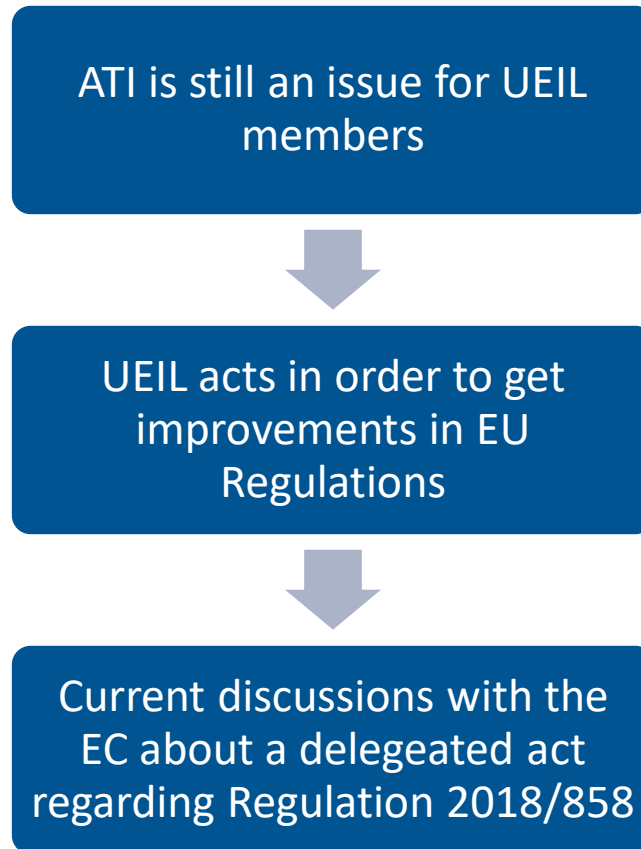 ATI is still an issue for UEIL
members
UEIL acts in order to get
improvements in EU
Regulations
Current discussions with the
EC about a delegeated act
regarding Regulation 2018/858